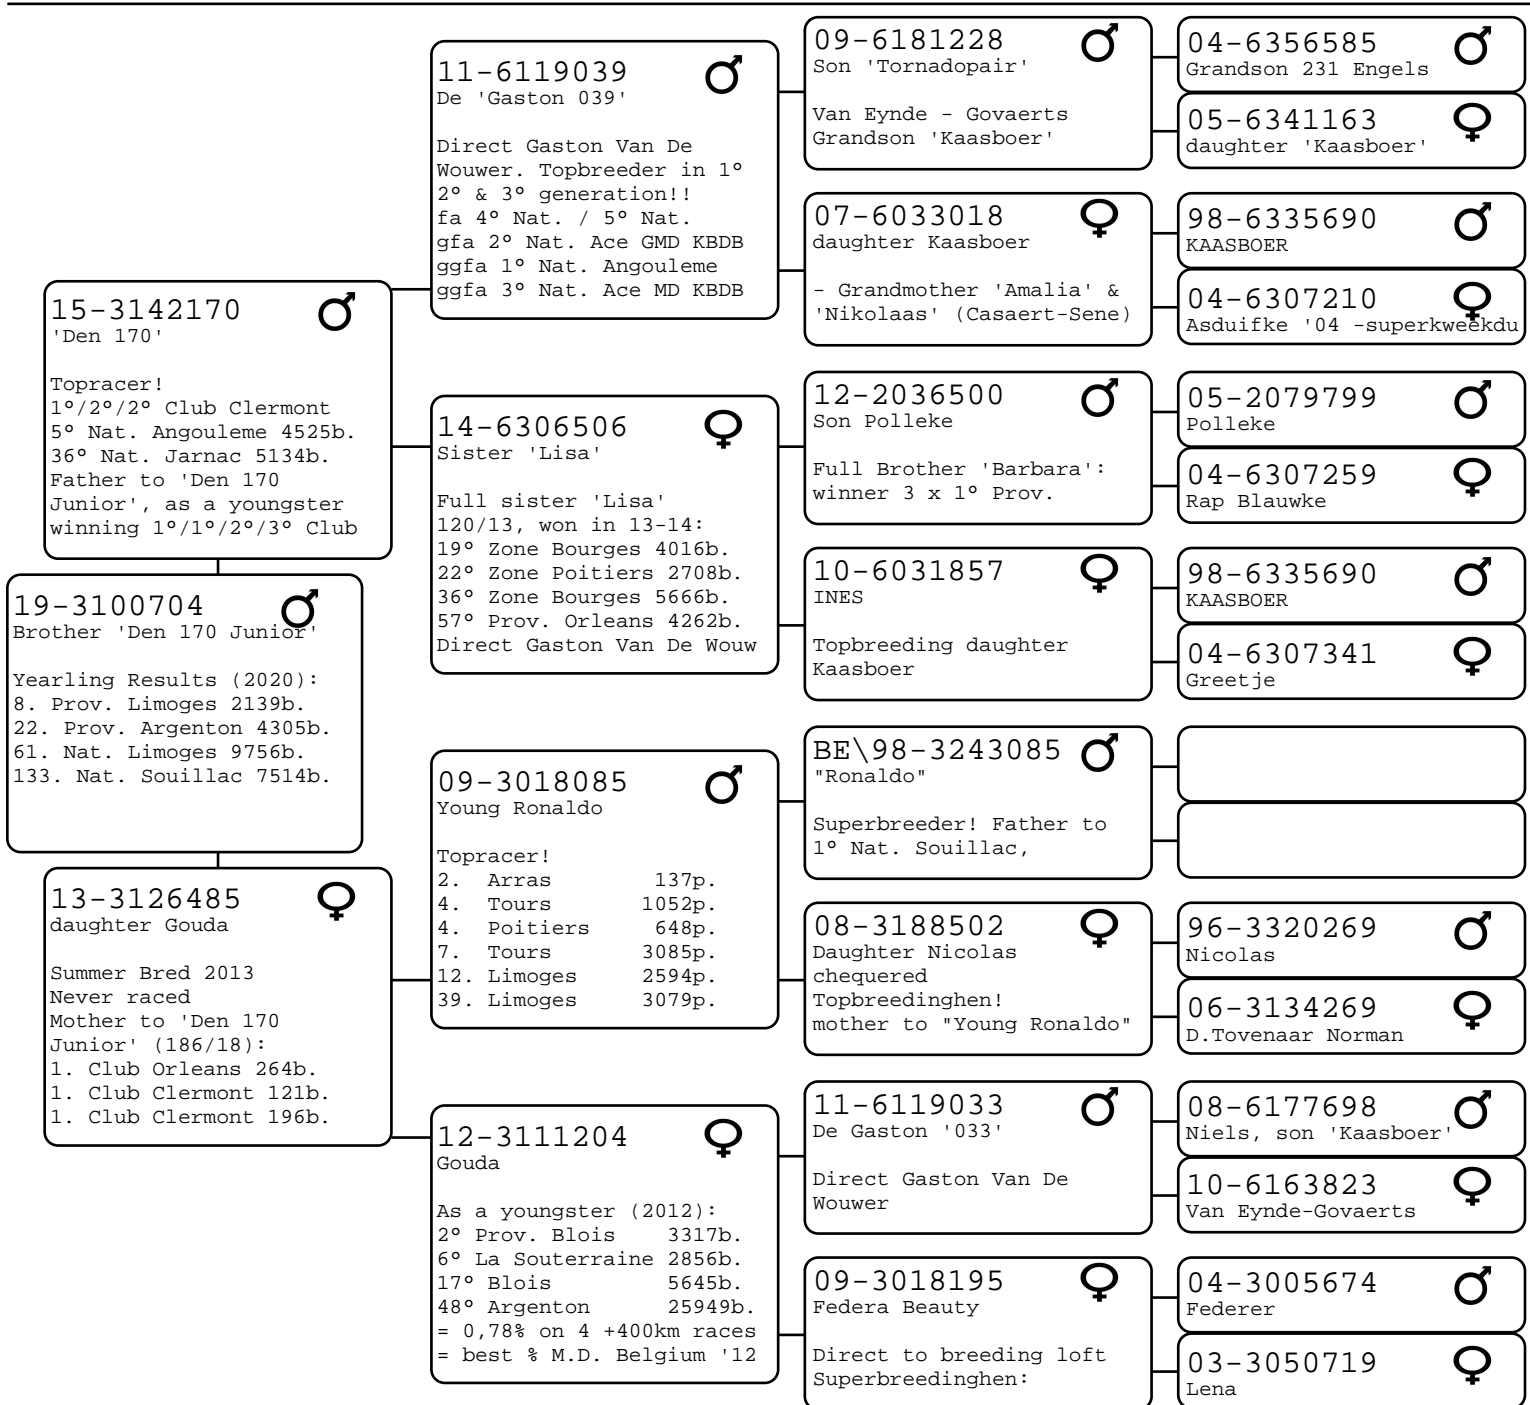 19-3100704
Brother 'Den 170 Junior'
Yearling Results (2020):
8. Prov. Limoges 2139b.
22. Prov. Argenton 4305b.
61. Nat. Limoges 9756b.
133. Nat. Souillac 7514b.
15-3142170
'Den 170'
Topracer!
1º/2º/2º Club Clermont
5º Nat. Angouleme 4525b.
36º Nat. Jarnac 5134b.
Father to 'Den 170
Junior', as a youngster
winning 1º/1º/2º/3º Club
13-3126485
daughter Gouda
Summer Bred 2013
Never raced
Mother to 'Den 170
Junior' (186/18):
1. Club Orleans 264b.
1. Club Clermont 121b.
1. Club Clermont 196b.
11-6119039
De 'Gaston 039'
Direct Gaston Van De
Wouwer. Topbreeder in 1º
2º & 3º generation!!
fa 4º Nat. / 5º Nat.
gfa 2º Nat. Ace GMD KBDB
ggfa 1º Nat. Angouleme
ggfa 3º Nat. Ace MD KBDB
14-6306506
Sister 'Lisa'
Full sister 'Lisa'
120/13, won in 13-14:
19º Zone Bourges 4016b.
22º Zone Poitiers 2708b.
36º Zone Bourges 5666b.
57º Prov. Orleans 4262b.
Direct Gaston Van De Wouw
09-3018085
Young Ronaldo
Topracer!
2. Arras 137p.
4. Tours 1052p.
4. Poitiers 648p.
7. Tours 3085p.
12. Limoges 2594p.
39. Limoges 3079p.
12-3111204
Gouda
As a youngster (2012):
2º Prov. Blois 3317b.
6º La Souterraine 2856b.
17º Blois 5645b.
48º Argenton 25949b.
= 0,78% on 4 +400km races
= best % M.D. Belgium '12
09-6181228
Son 'Tornadopair'
Van Eynde - Govaerts
Grandson 'Kaasboer'
07-6033018
daughter Kaasboer
- Grandmother 'Amalia' &
'Nikolaas' (Casaert-Sene)
12-2036500
Son Polleke
Full Brother 'Barbara':
winner 3 x 1º Prov.
10-6031857
INES
Topbreeding daughter
Kaasboer
BE\98-3243085
"Ronaldo"
Superbreeder! Father to
1º Nat. Souillac,
08-3188502
Daughter Nicolas
chequered
Topbreedinghen!
mother to "Young Ronaldo"
11-6119033
De Gaston '033'
Direct Gaston Van De
Wouwer
09-3018195
Federa Beauty
Direct to breeding loft
Superbreedinghen:
04-6356585
Grandson 231 Engels
05-6341163
daughter 'Kaasboer'
98-6335690
KAASBOER
04-6307210
Asduifke '04 -superkweekdu
05-2079799
Polleke
04-6307259
Rap Blauwke
98-6335690
KAASBOER
04-6307341
Greetje
96-3320269
Nicolas
06-3134269
D.Tovenaar Norman
08-6177698
Niels, son 'Kaasboer'
10-6163823
Van Eynde-Govaerts
04-3005674
Federer
03-3050719
Lena